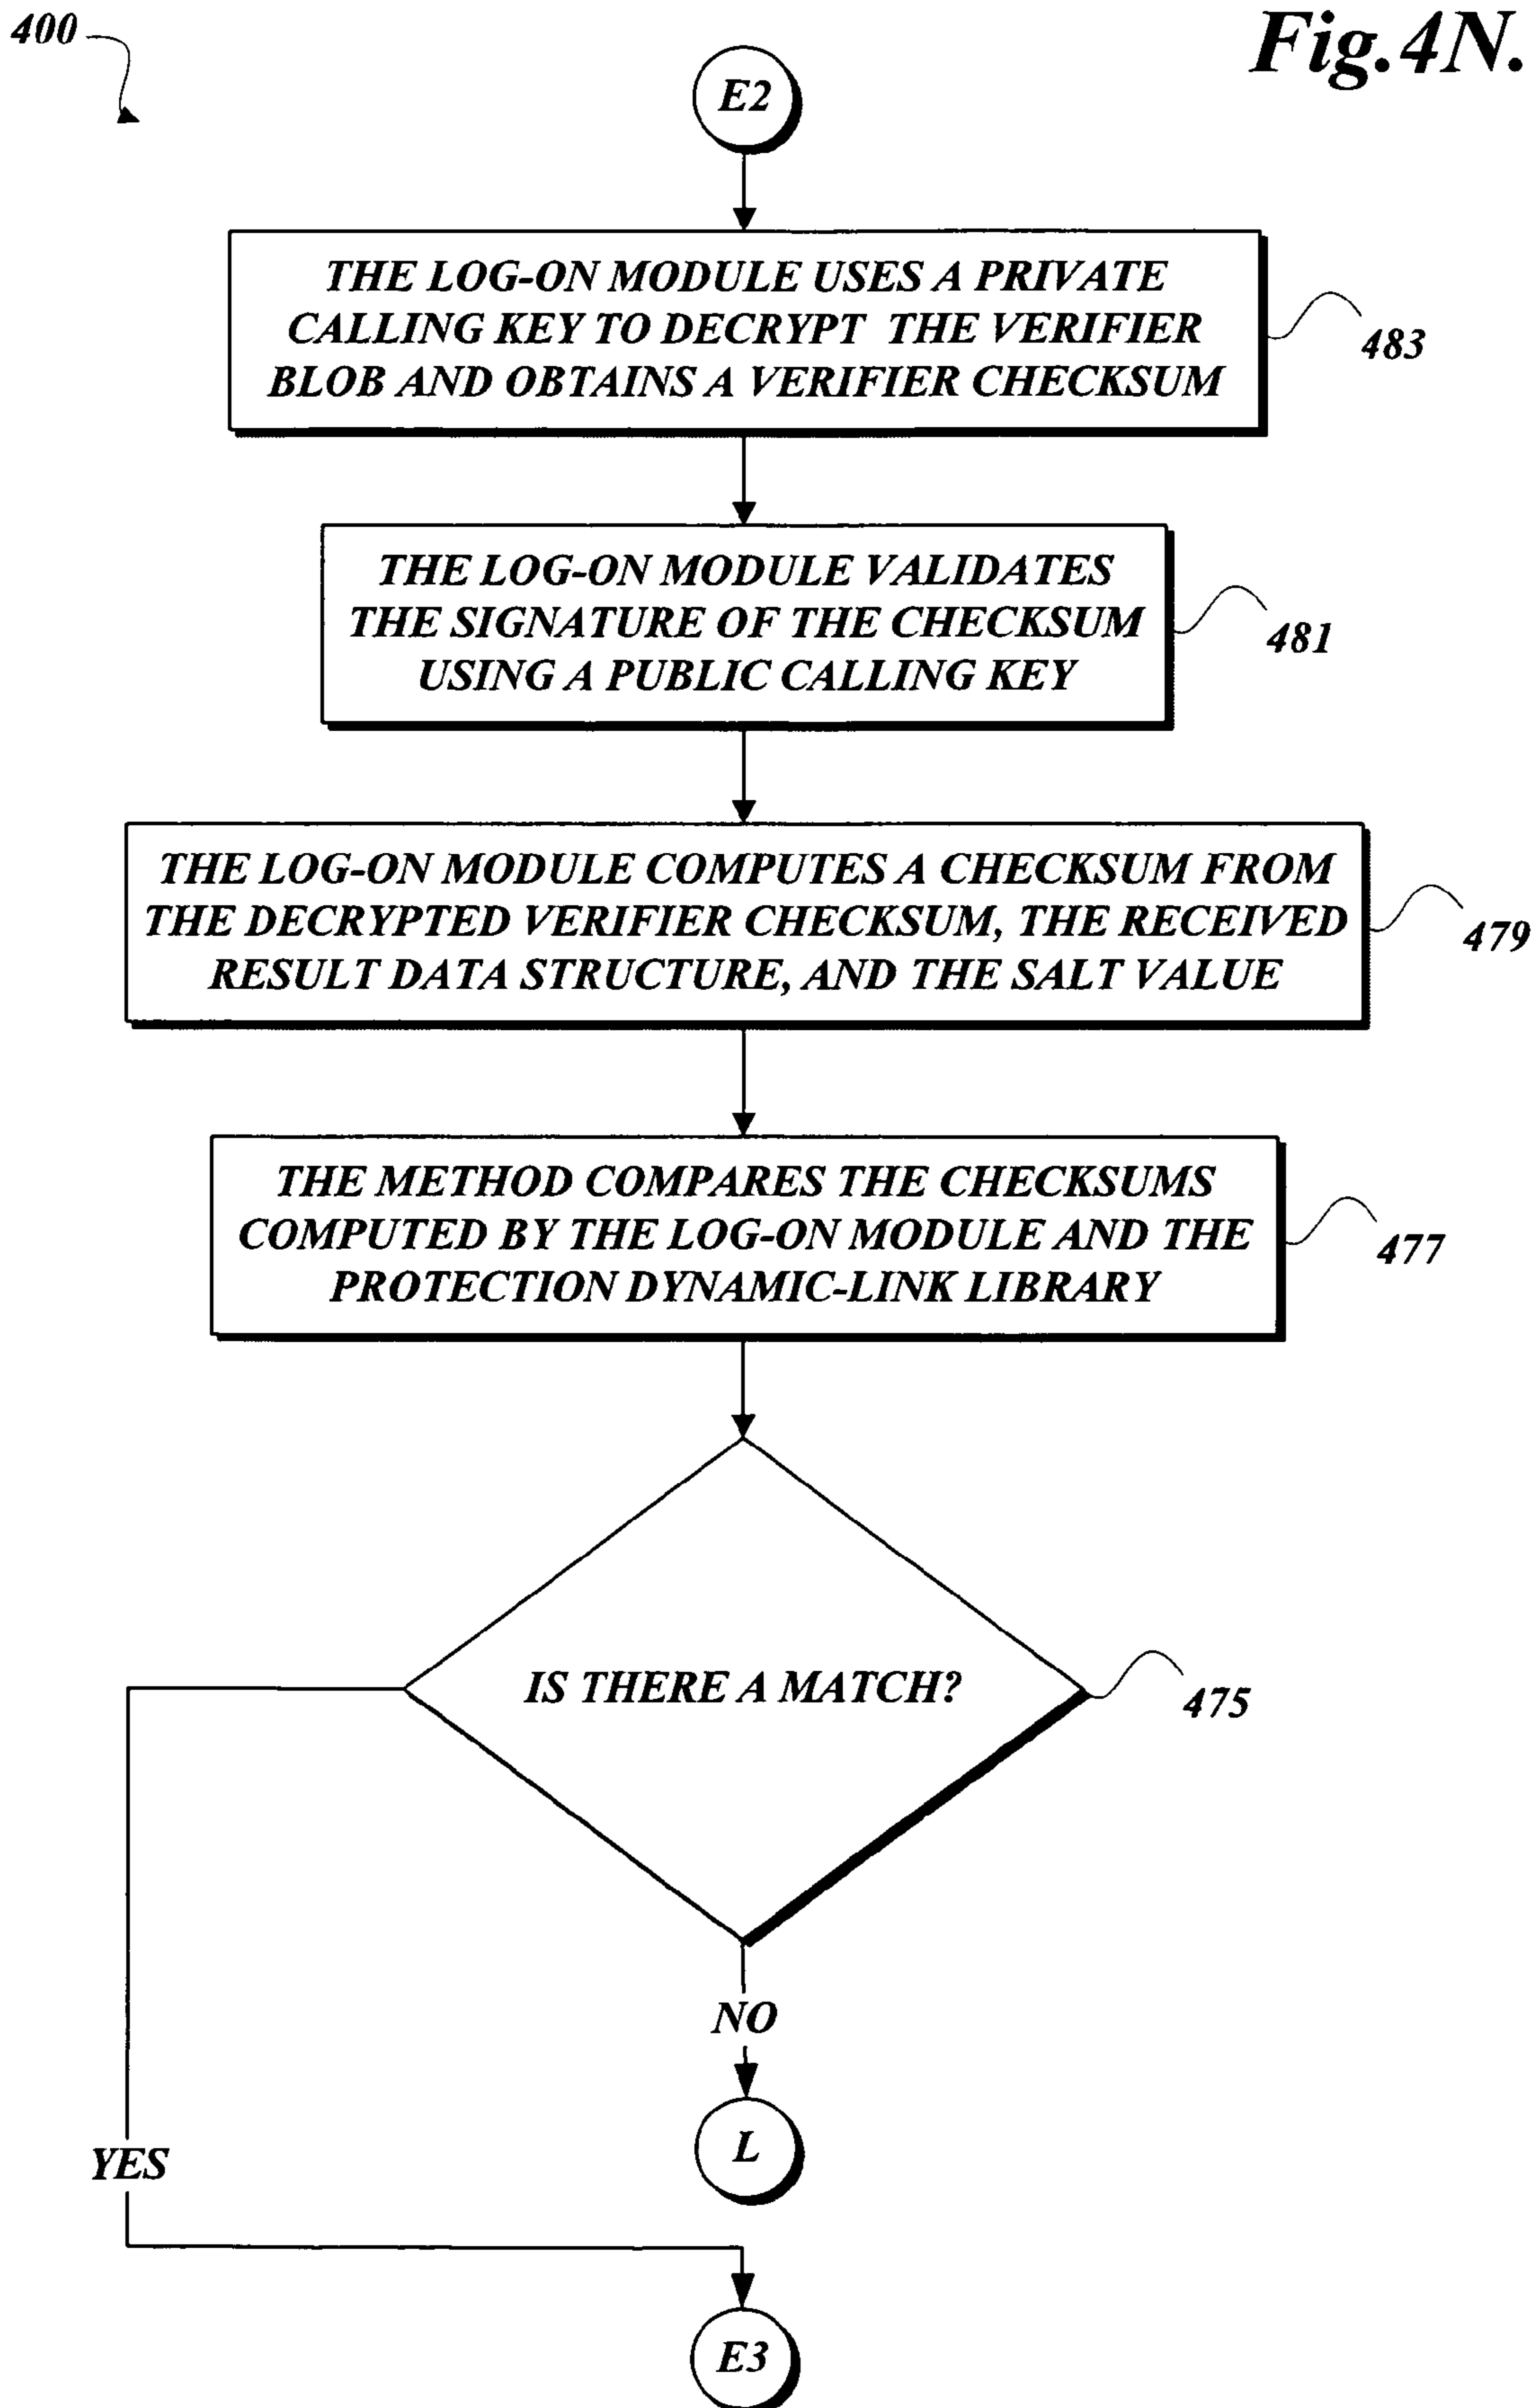 400
Fig.4N.
E2
THE LOG-ON MODULE USES A PRIVATE
CALLING KEY TO DECRYPT THE VERIFIER
BLOB AND OBTAINS A VERIFIER CHECKSUM
483
THE LOG-ON MODULE VALIDATES
THE SIGNATURE OF THE CHECKSUM
USING A PUBLIC CALLING KEY
481
THE LOG-ON MODULE COMPUTES A CHECKSUM FROM
THE DECRYPTED VERIFIER CHECKSUM, THE RECEIVED
RESULT DATA STRUCTURE, AND THE SALT VALUE
479
THE METHOD COMPARES THE CHECKSUMS
COMPUTED BY THE LOG-ON MODULE AND THE
PROTECTION DYNAMIC-LINK LIBRARY
477
IS THERE A MATCH?
475
NO
L
YES
E3